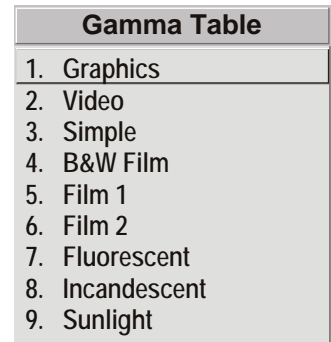 Gamma Table
1. Graphics
2. Video
3. Simple
4. B&W Film
5. Film 1
6. Film 2
7. Fluorescent
8. Incandescent
9. Sunlight